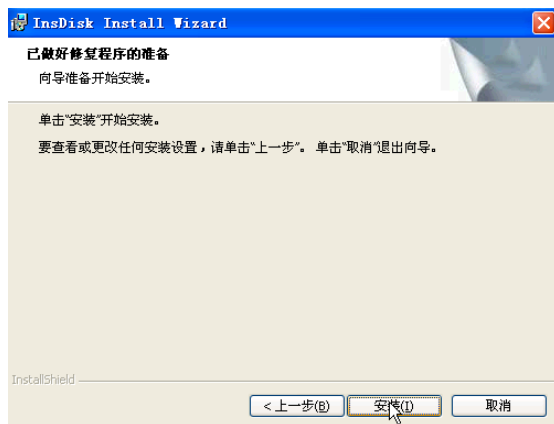 InsDisk Install Wizard
已做好修复程序的准备
向导准备开始安装。
单击“安装”开始安装。
要查看或更改任何安装设置，请单击“上一步”。 单击“取消”退出向导。
InstallShield
<上一步(B)
安装(I)
取消